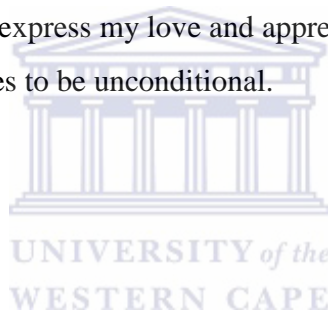 express my love and appre
es to be unconditional.
UNIVERSITY of the
WESTERN CAPE